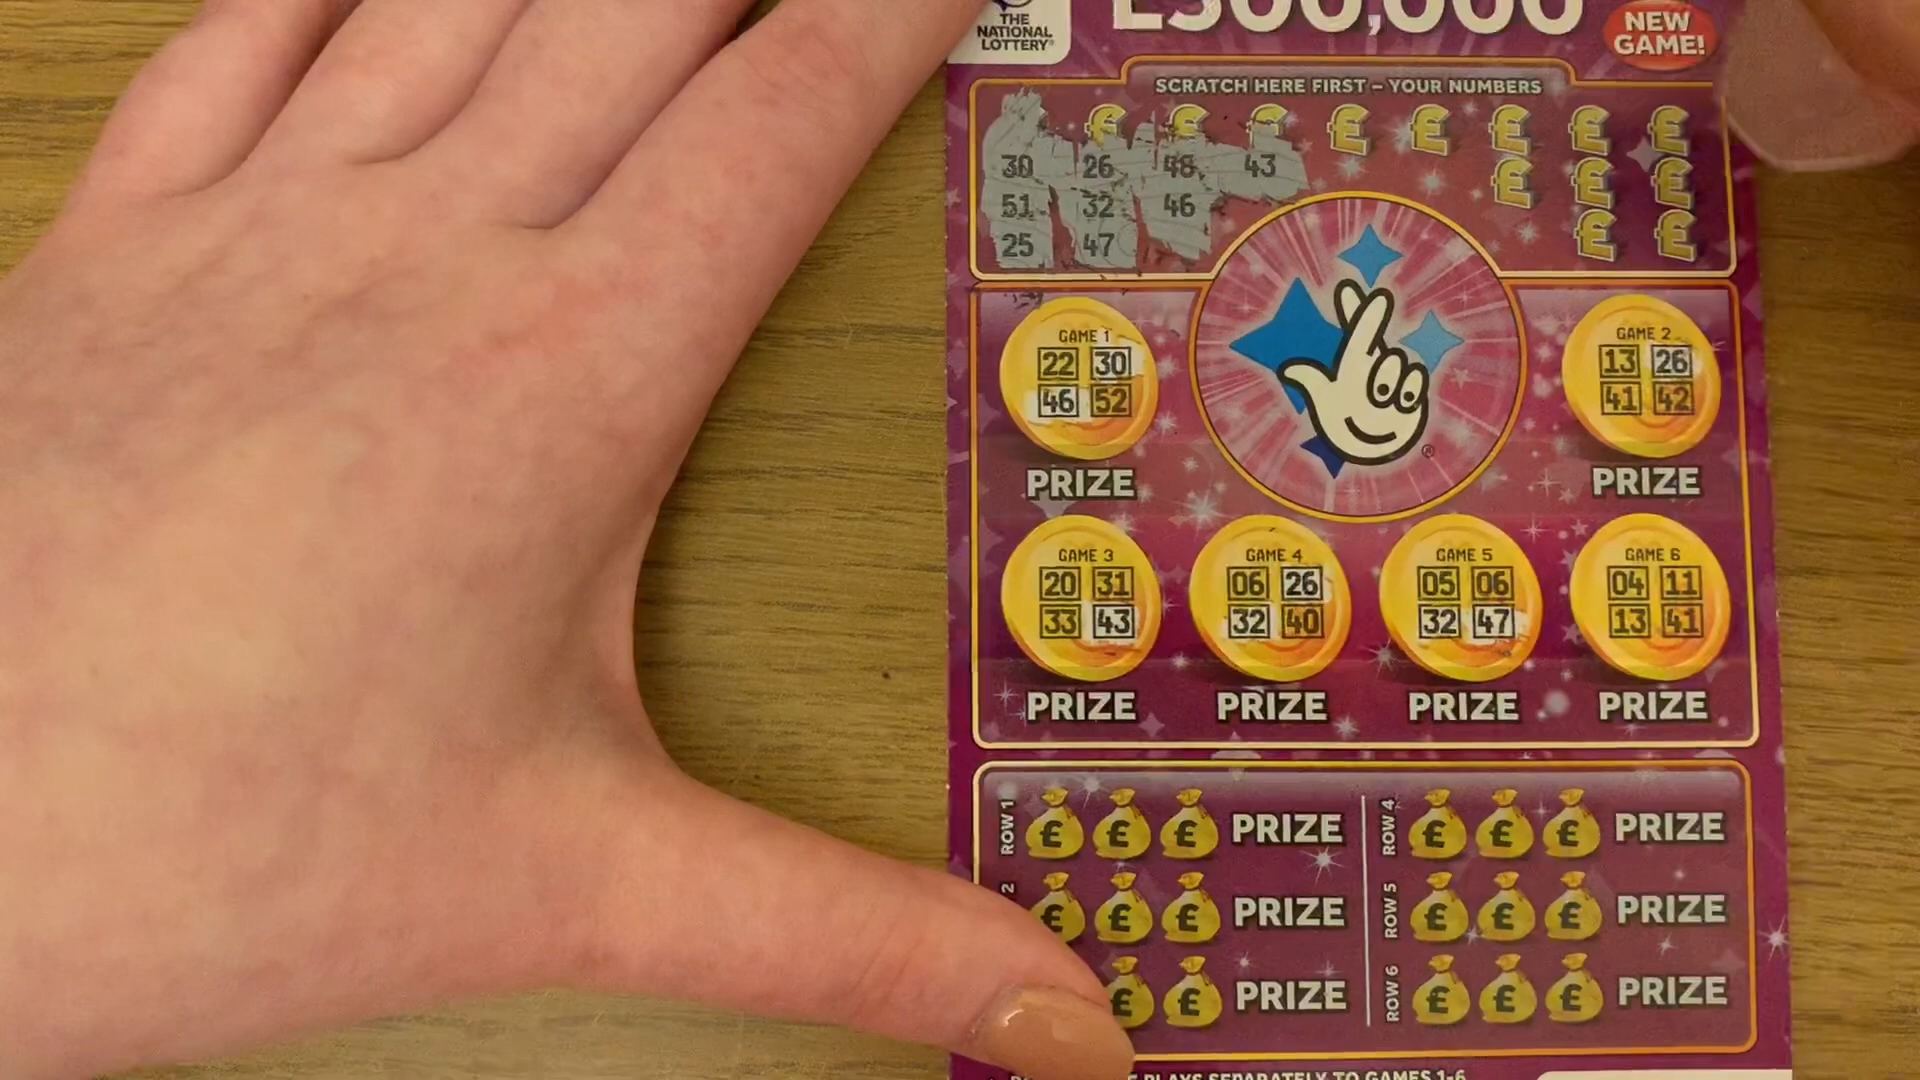 THE
NATIONAL
LOTTERY®
£500,000
NEW
GAME!
SCRATCH HERE FIRST – YOUR NUMBERS
£ £ £ £ £ £ £ £
30 26 48 43 £ £ £
51 32 46 £ £
25 47
GAME 1
22 30
46 52
PRIZE
GAME 2
13 26
41 42
PRIZE
GAME 3
20 31
33 43
PRIZE
GAME 4
06 26
32 40
PRIZE
GAME 5
05 06
32 47
PRIZE
GAME 6
04 11
13 41
PRIZE
ROW 1 £ £ £ PRIZE
2 £ £ £ PRIZE
£ £ PRIZE
ROW 4 £ £ £ PRIZE
ROW 5 £ £ £ PRIZE
ROW 6 £ £ £ PRIZE
PLAYS SEPARATELY TO GAMES 1-6